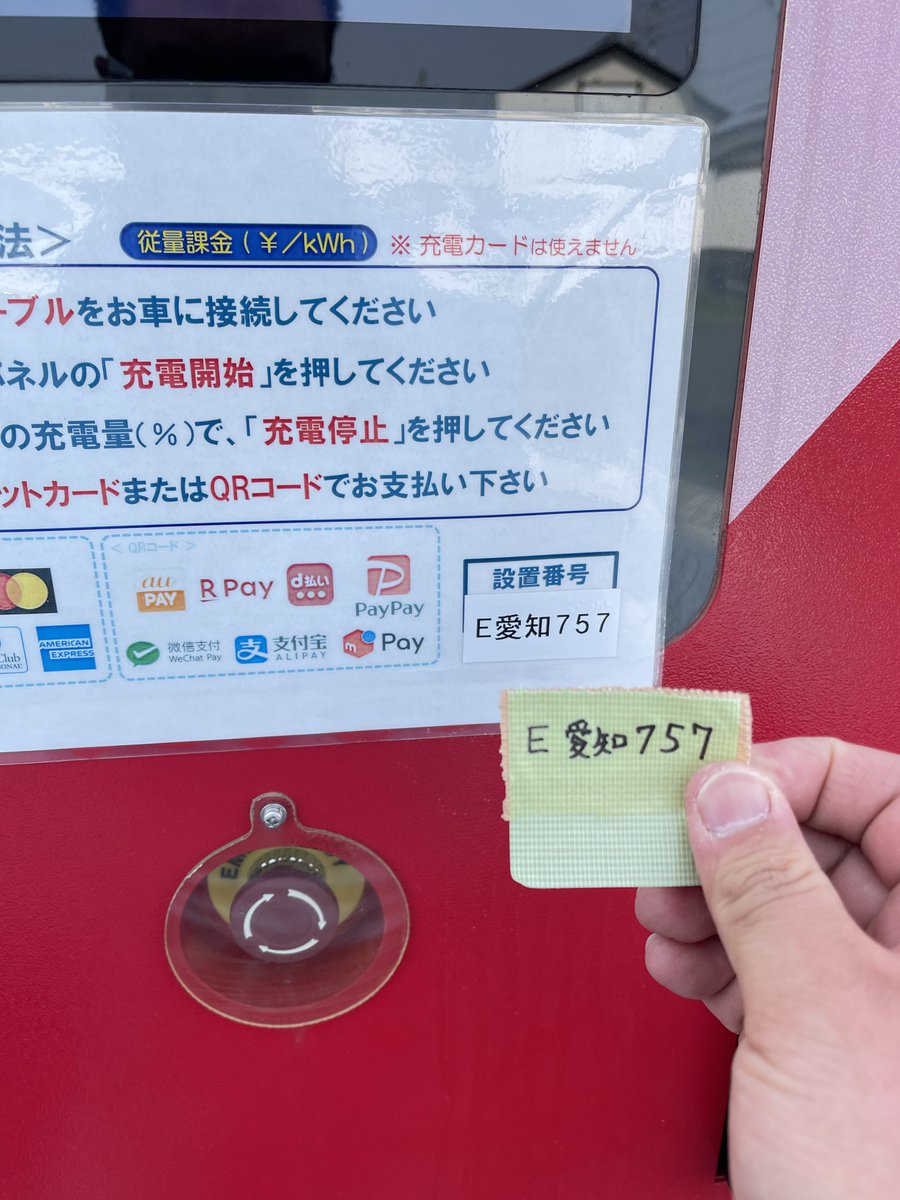 法＞ 従量課金（￥／kWh） ※ 充電カードは使えません
ーブルをお車に接続してください
パネルの「充電開始」を押してください
の充電量（％）で、「充電停止」を押してください
ットカードまたはQRコードでお支払い下さい
＜ QRコード ＞
au PAY
R Pay
d払い
PayPay
微信支付
WeChat Pay
支付宝
ALIPAY
Pay
Club
AMERICAN
EXPRESS
設置番号
E愛知757
E愛知757